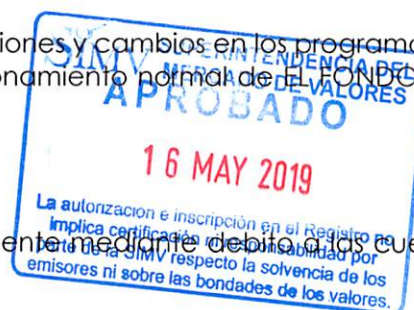 iones y cambios en los programa
onamiento normal de EL FONDO
SIMV SUPERINTENDENCIA DEL
MERCADO DE VALORES
APROBADO
16 MAY 2019
La autorización e inscripción en el Registro no
implica certificación ni responsabilidad por
parte de la SIMV respecto la solvencia de los
emisores ni sobre las bondades de los valores.
ente mediante debito a las cue